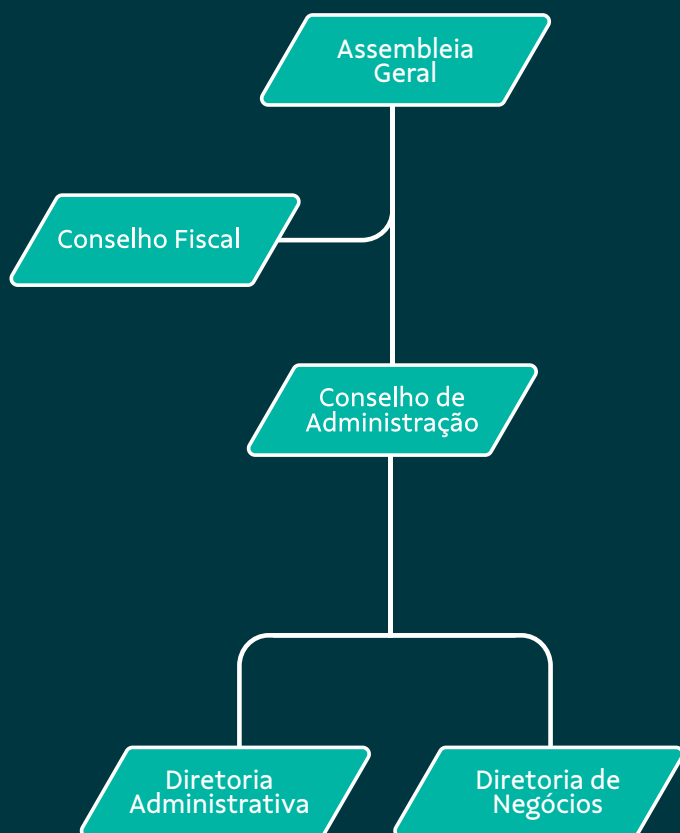 Assembleia
Geral
Conselho Fiscal
Conselho de
Administração
Diretoria
Administrativa
Diretoria de
Negócios